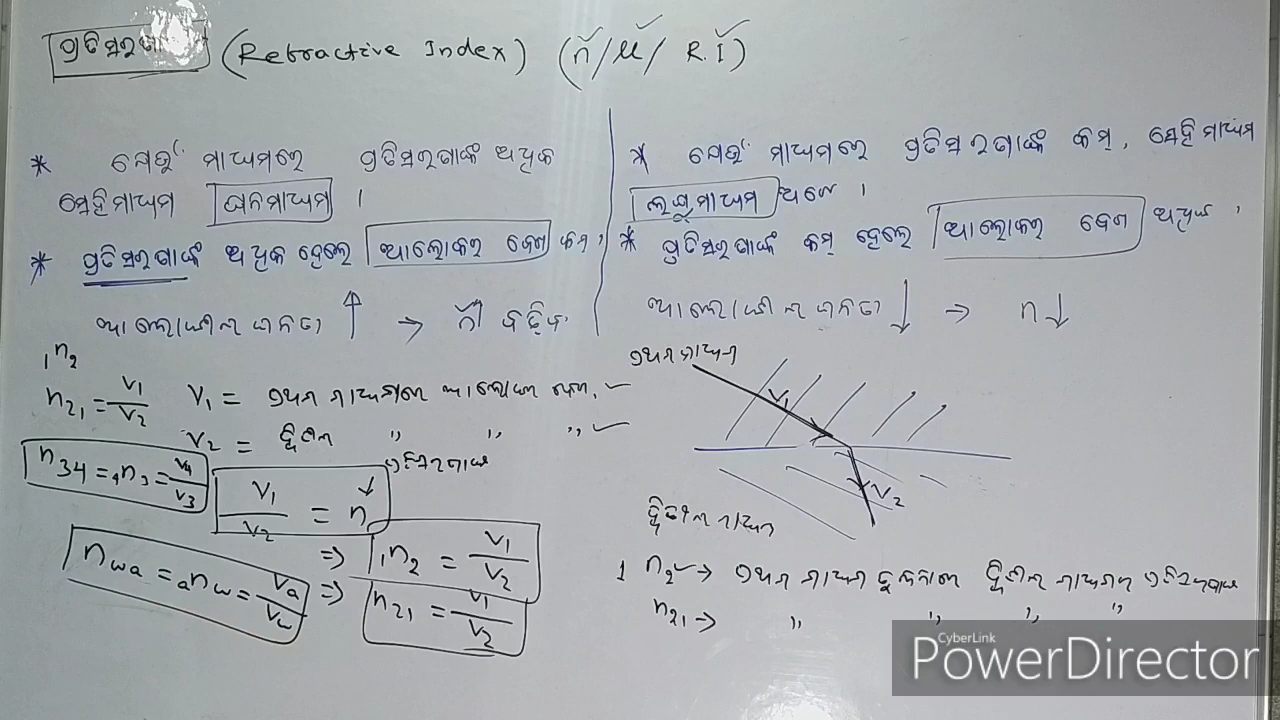 ପ୍ରତିସରଣାଙ୍କ (Refractive Index) (n/μ/ R.I)
* ଯେଉଁ ମାଧ୍ୟମରେ ପ୍ରତିସରଣାଙ୍କ ଅଧିକ
ସେହି ମାଧ୍ୟମ ଘନମାଧ୍ୟମ ।
* ପ୍ରତିସରଣାଙ୍କ ଅଧିକ ହେଲେ ଆଲୋକର ବେଗ କମ୍ ।
ଆଲୋକୀୟ ଘନତା ↑ → n↑ ବଢ଼ିବ
₁n₂
n₂₁ = V₁/V₂ V₁ = ପ୍ରଥମ ମାଧ୍ୟମରେ ଆଲୋକର ବେଗ, ✓
V₂ = ଦ୍ୱିତୀୟ " " " ✓
n₃₄ = ₄n₃ = V₄/V₃
ପ୍ରତିସରଣାଙ୍କ
V₁/V₂ = n
⇒ ₁n₂ = V₁/V₂
n_wa = ₐn_w = Vₐ/V_w ⇒ n₂₁ = V₁/V₂
* ଯେଉଁ ମାଧ୍ୟମରେ ପ୍ରତିସରଣାଙ୍କ କମ୍, ସେହି ମାଧ୍ୟମ
ଲଘୁ ମାଧ୍ୟମ ଅଟେ ।
* ପ୍ରତିସରଣାଙ୍କ କମ୍ ହେଲେ ଆଲୋକର ବେଗ ଅଧିକ ।
ଆଲୋକୀୟ ଘନତା ↓ → n↓
ପ୍ରଥମ ମାଧ୍ୟମ
V₁
V₂
ଦ୍ୱିତୀୟ ମାଧ୍ୟମ
₁n₂ → ପ୍ରଥମ ମାଧ୍ୟମ ତୁଳନାରେ ଦ୍ୱିତୀୟ ମାଧ୍ୟମର ପ୍ରତିସରଣାଙ୍କ
n₂₁ → " " " "
CyberLink
PowerDirector